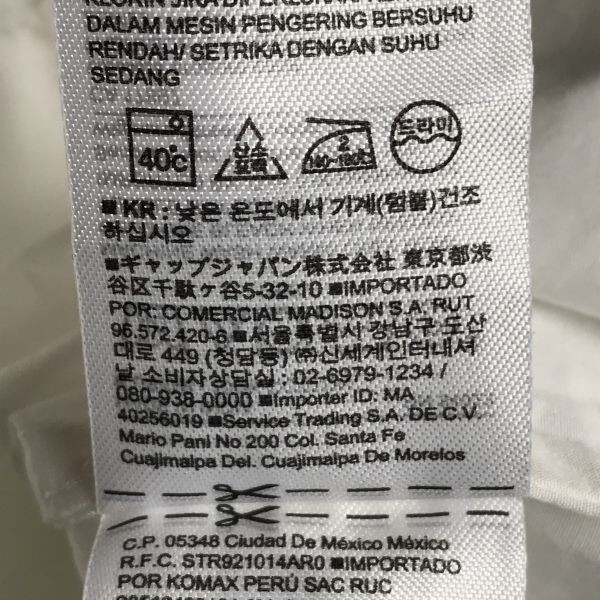 DALAM MESIN PENGERING BERSUHU
RENDAH/ SETRIKA DENGAN SUHU
SEDANG
40℃
산소
표백
2
140~160℃
드라이
■ KR : 낮은 온도에서 기계(텀블)건조
하십시오
■ギャップジャパン株式会社 東京都渋
谷区千駄ヶ谷5-32-10 ■IMPORTADO
POR: COMERCIAL MADISON S.A. RUT
96.572.420-6 ■서울특별시 강남구 도산
대로 449 (청담동) ㈜신세계인터내셔
날 소비자상담실 : 02-6979-1234 /
080-938-0000 ■Importer ID: MA
40256019 ■Service Trading S.A. DE C.V.
Mario Pani No 200 Col. Santa Fe
Cuajimalpa Del. Cuajimalpa De Morelos
C.P. 05348 Ciudad De México México
R.F.C. STR921014AR0 ■IMPORTADO
POR KOMAX PERÚ SAC RUC